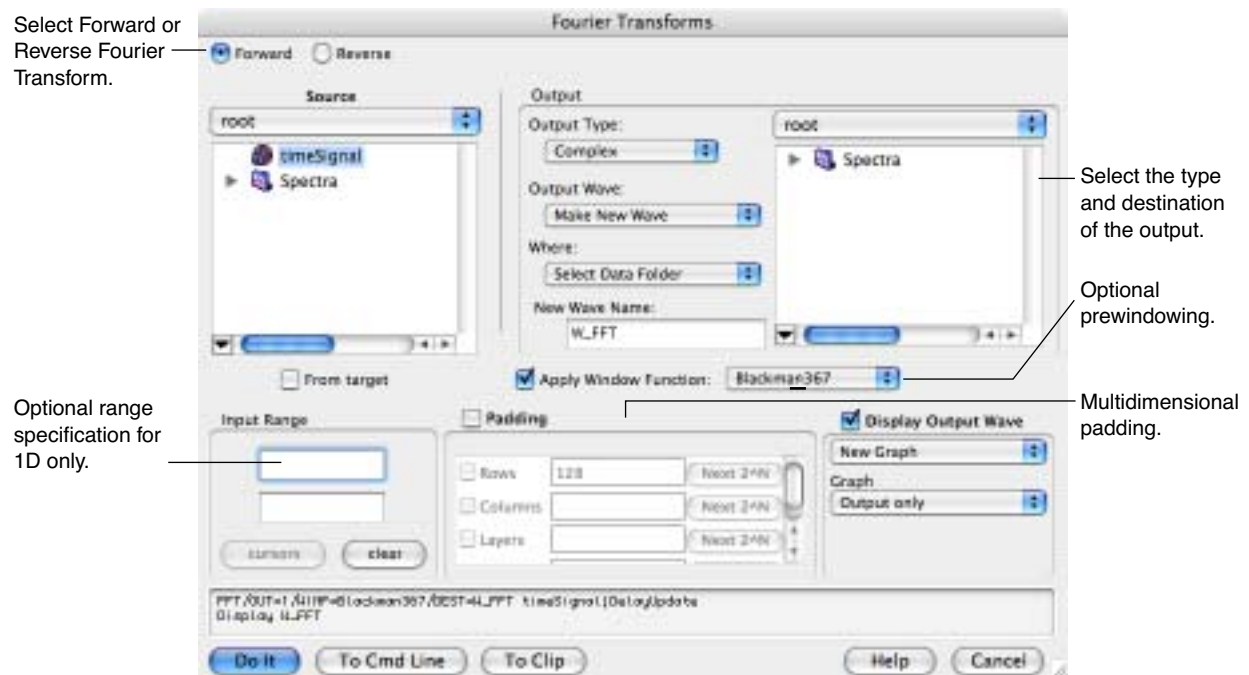 Fourier Transforms
Select Forward or
Reverse Fourier
Transform.
Forward
Reverse
Source
root
timeSignal
Spectra
From target
Output
Output Type:
Complex
Output Wave:
Make New Wave
Where:
Select Data Folder
New Wave Name:
W_FFT
root
Spectra
Select the type
and destination
of the output.
Optional
prewindowing.
Apply Window Function:
Blackman367
Multidimensional
padding.
Optional range
specification for
1D only.
Input Range
cursors
clear
Padding
Rows
128
Next 2^N
Columns
Next 2^N
Layers
Next 2^N
Display Output Wave
New Graph
Graph
Output only
FFT/OUT=1/WINF=Blackman367/DEST=W_FFT timeSignal;DelayUpdate
Display W_FFT
Do It
To Cmd Line
To Clip
Help
Cancel